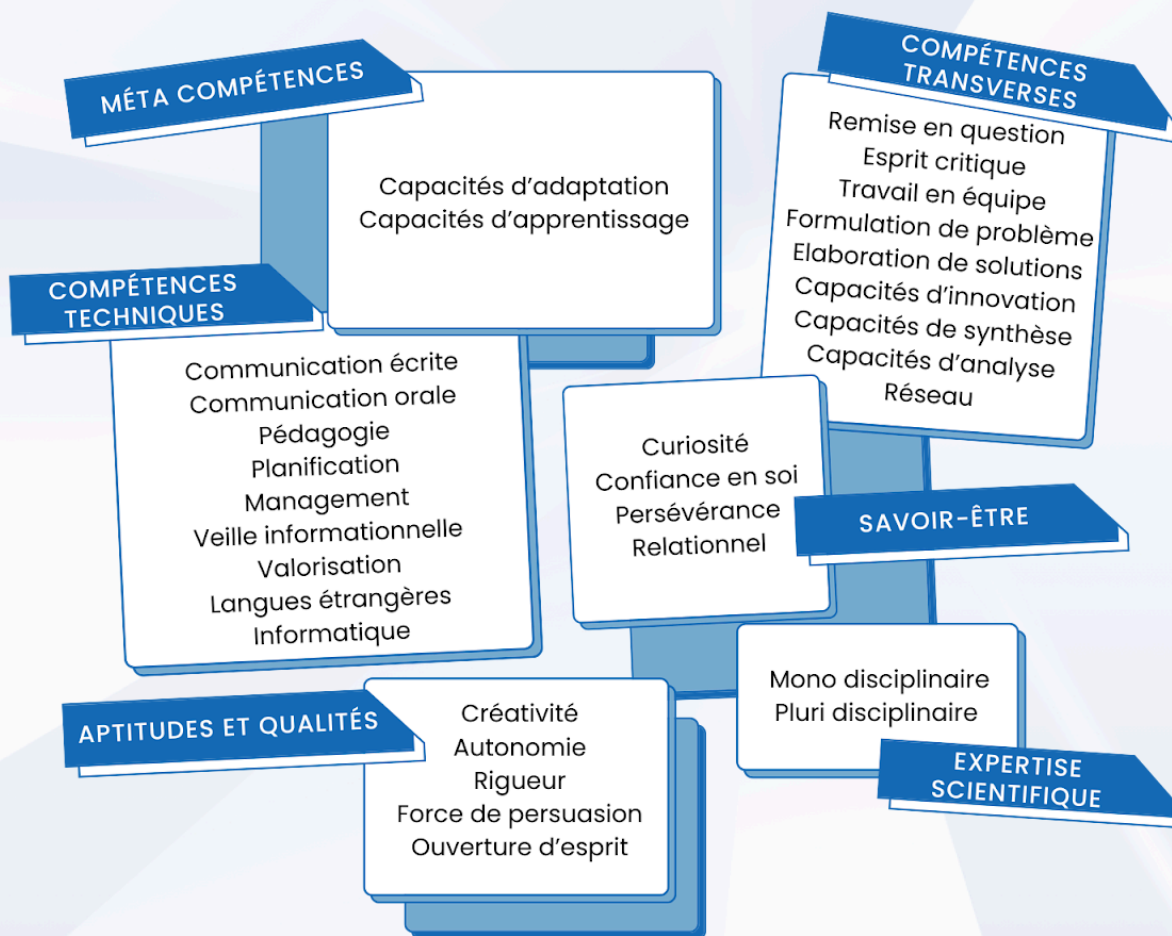 MÉTA COMPÉTENCES
Capacités d’adaptation
Capacités d’apprentissage
COMPÉTENCES
TRANSVERSES
Remise en question
Esprit critique
Travail en équipe
Formulation de problème
Elaboration de solutions
Capacités d’innovation
Capacités de synthèse
Capacités d’analyse
Réseau
COMPÉTENCES
TECHNIQUES
Communication écrite
Communication orale
Pédagogie
Planification
Management
Veille informationnelle
Valorisation
Langues étrangères
Informatique
Curiosité
Confiance en soi
Persévérance
Relationnel
SAVOIR-ÊTRE
APTITUDES ET QUALITÉS
Créativité
Autonomie
Rigueur
Force de persuasion
Ouverture d’esprit
Mono disciplinaire
Pluri disciplinaire
EXPERTISE
SCIENTIFIQUE